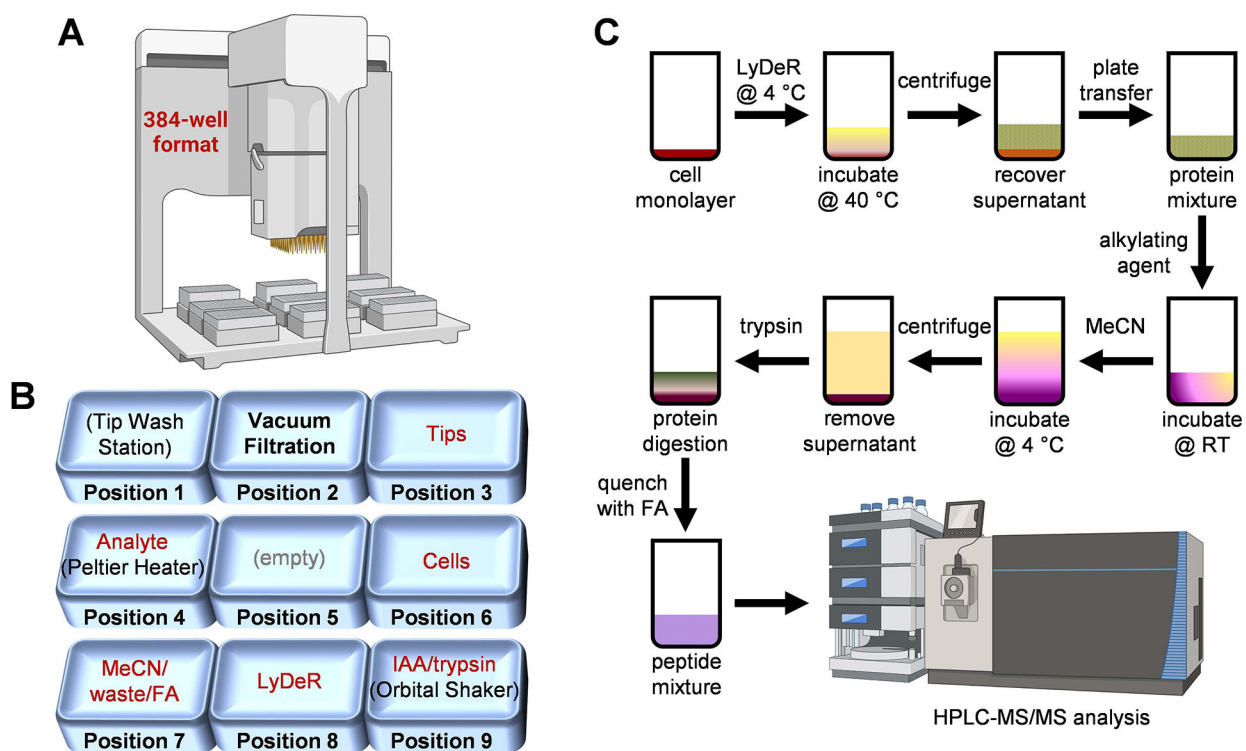 A
384-well
format
B
(Tip Wash
Station)
Position 1
Vacuum
Filtration
Position 2
Tips
Position 3
Analyte
(Peltier Heater)
Position 4
(empty)
Position 5
Cells
Position 6
MeCN/
waste/FA
Position 7
LyDeR
Position 8
IAA/trypsin
(Orbital Shaker)
Position 9
C
cell
monolayer
LyDeR
@ 4 °C
incubate
@ 40 °C
centrifuge
recover
supernatant
plate
transfer
protein
mixture
alkylating
agent
incubate
@ RT
MeCN
incubate
@ 4 °C
centrifuge
remove
supernatant
trypsin
protein
digestion
quench
with FA
peptide
mixture
HPLC-MS/MS analysis